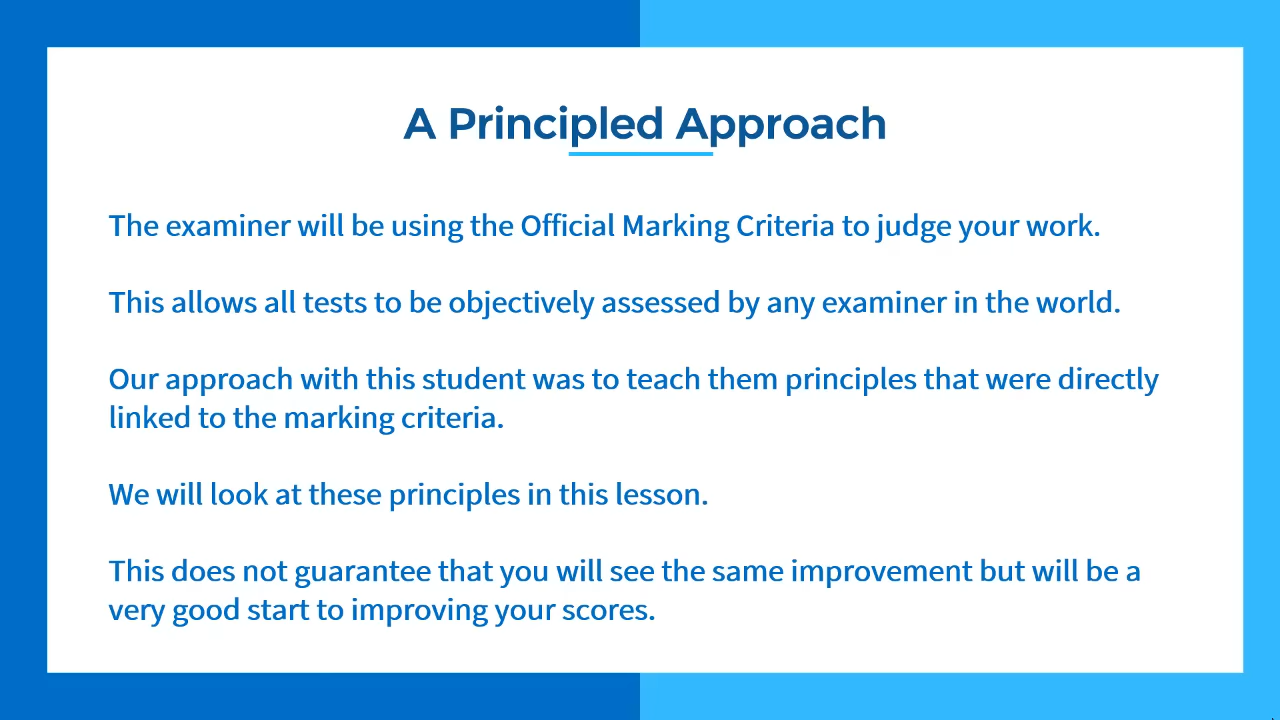 A Principled Approach
The examiner will be using the Official Marking Criteria to judge your work.
This allows all tests to be objectively assessed by any examiner in the world.
Our approach with this student was to teach them principles that were directly
linked to the marking criteria.
We will look at these principles in this lesson.
This does not guarantee that you will see the same improvement but will be a
very good start to improving your scores.